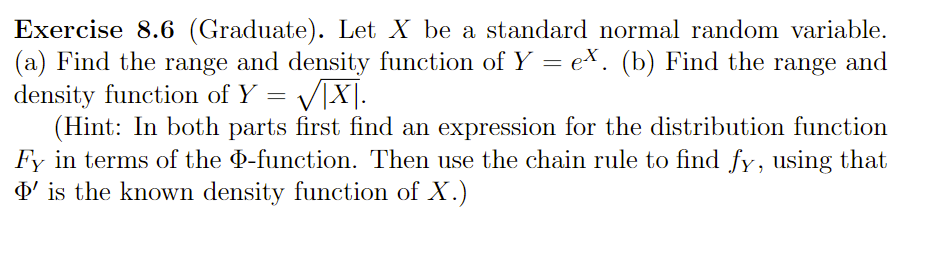 Exercise 8.6 (Graduate). Let X be a standard normal random variable.
(a) Find the range and density function of Y = eˣ. (b) Find the range and
density function of Y = √|X|.
(Hint: In both parts first find an expression for the distribution function
F_Y in terms of the Φ-function. Then use the chain rule to find f_Y, using that
Φ′ is the known density function of X.)